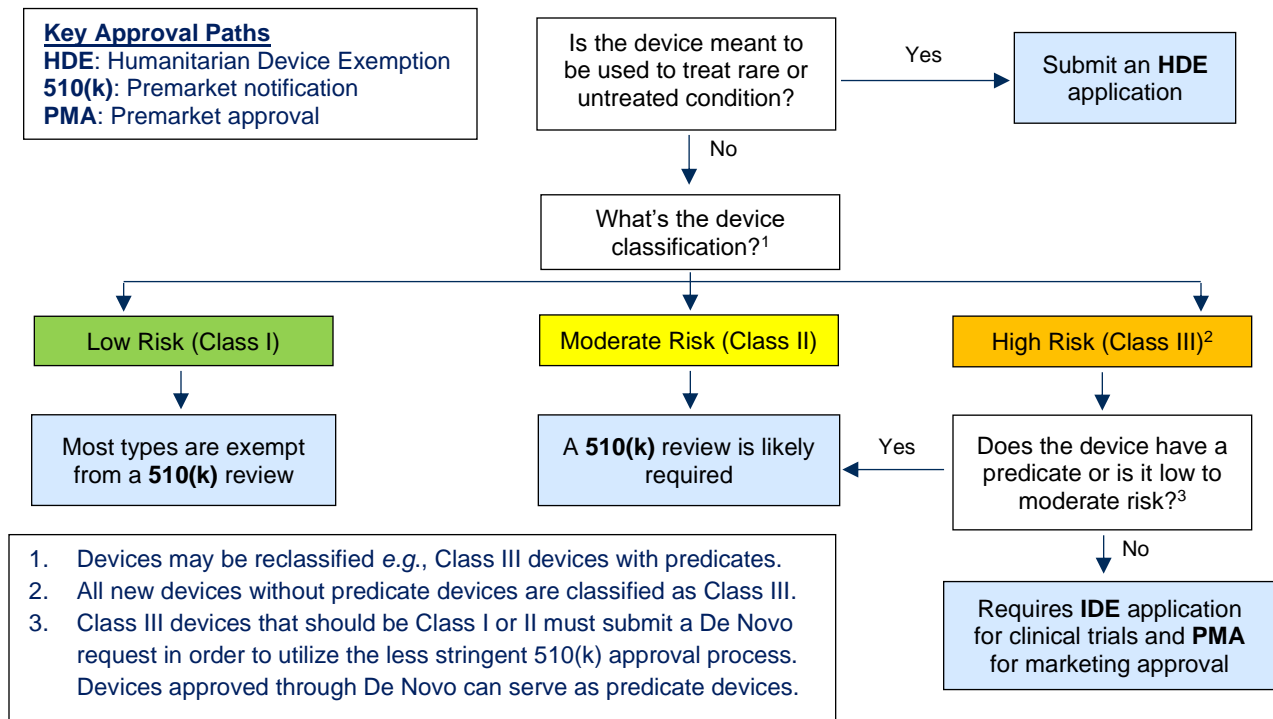 Key Approval Paths
HDE: Humanitarian Device Exemption
510(k): Premarket notification
PMA: Premarket approval
Is the device meant to
be used to treat rare or
untreated condition?
Yes
Submit an HDE
application
No
What's the device
classification?1
Low Risk (Class I)
Moderate Risk (Class II)
High Risk (Class III)2
Most types are exempt
from a 510(k) review
A 510(k) review is likely
required
Yes
Does the device have a
predicate or is it low to
moderate risk?3
No
Requires IDE application
for clinical trials and PMA
for marketing approval
1. Devices may be reclassified e.g., Class III devices with predicates.
2. All new devices without predicate devices are classified as Class III.
3. Class III devices that should be Class I or II must submit a De Novo
request in order to utilize the less stringent 510(k) approval process.
Devices approved through De Novo can serve as predicate devices.